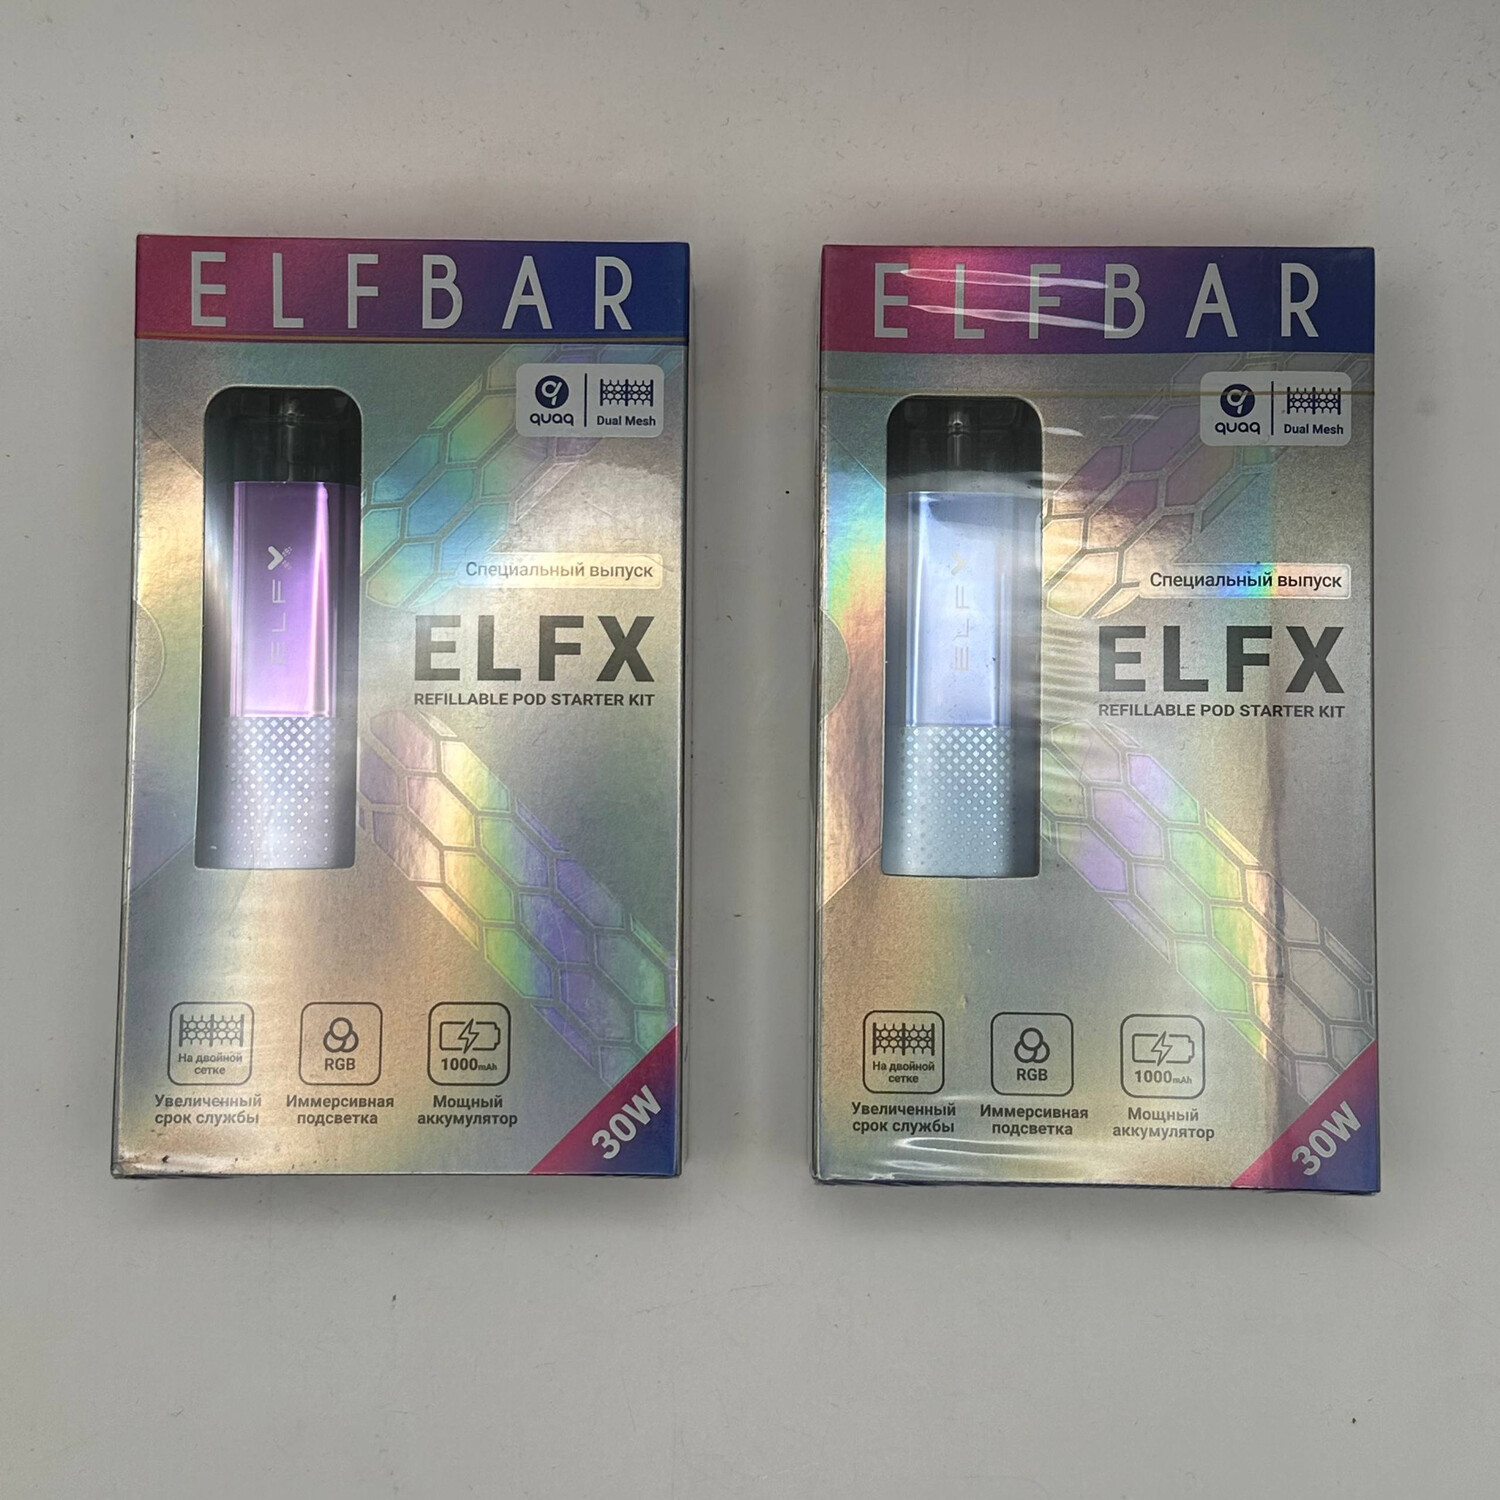 ELFBAR
quaq
Dual Mesh
ELFX
Специальный выпуск
ELFX
REFILLABLE POD STARTER KIT
На двойной
сетке
RGB
1000mAh
Увеличенный
срок службы
Иммерсивная
подсветка
Мощный
аккумулятор
30W
ELFBAR
quaq
Dual Mesh
ELFX
Специальный выпуск
ELFX
REFILLABLE POD STARTER KIT
На двойной
сетке
RGB
1000mAh
Увеличенный
срок службы
Иммерсивная
подсветка
Мощный
аккумулятор
30W